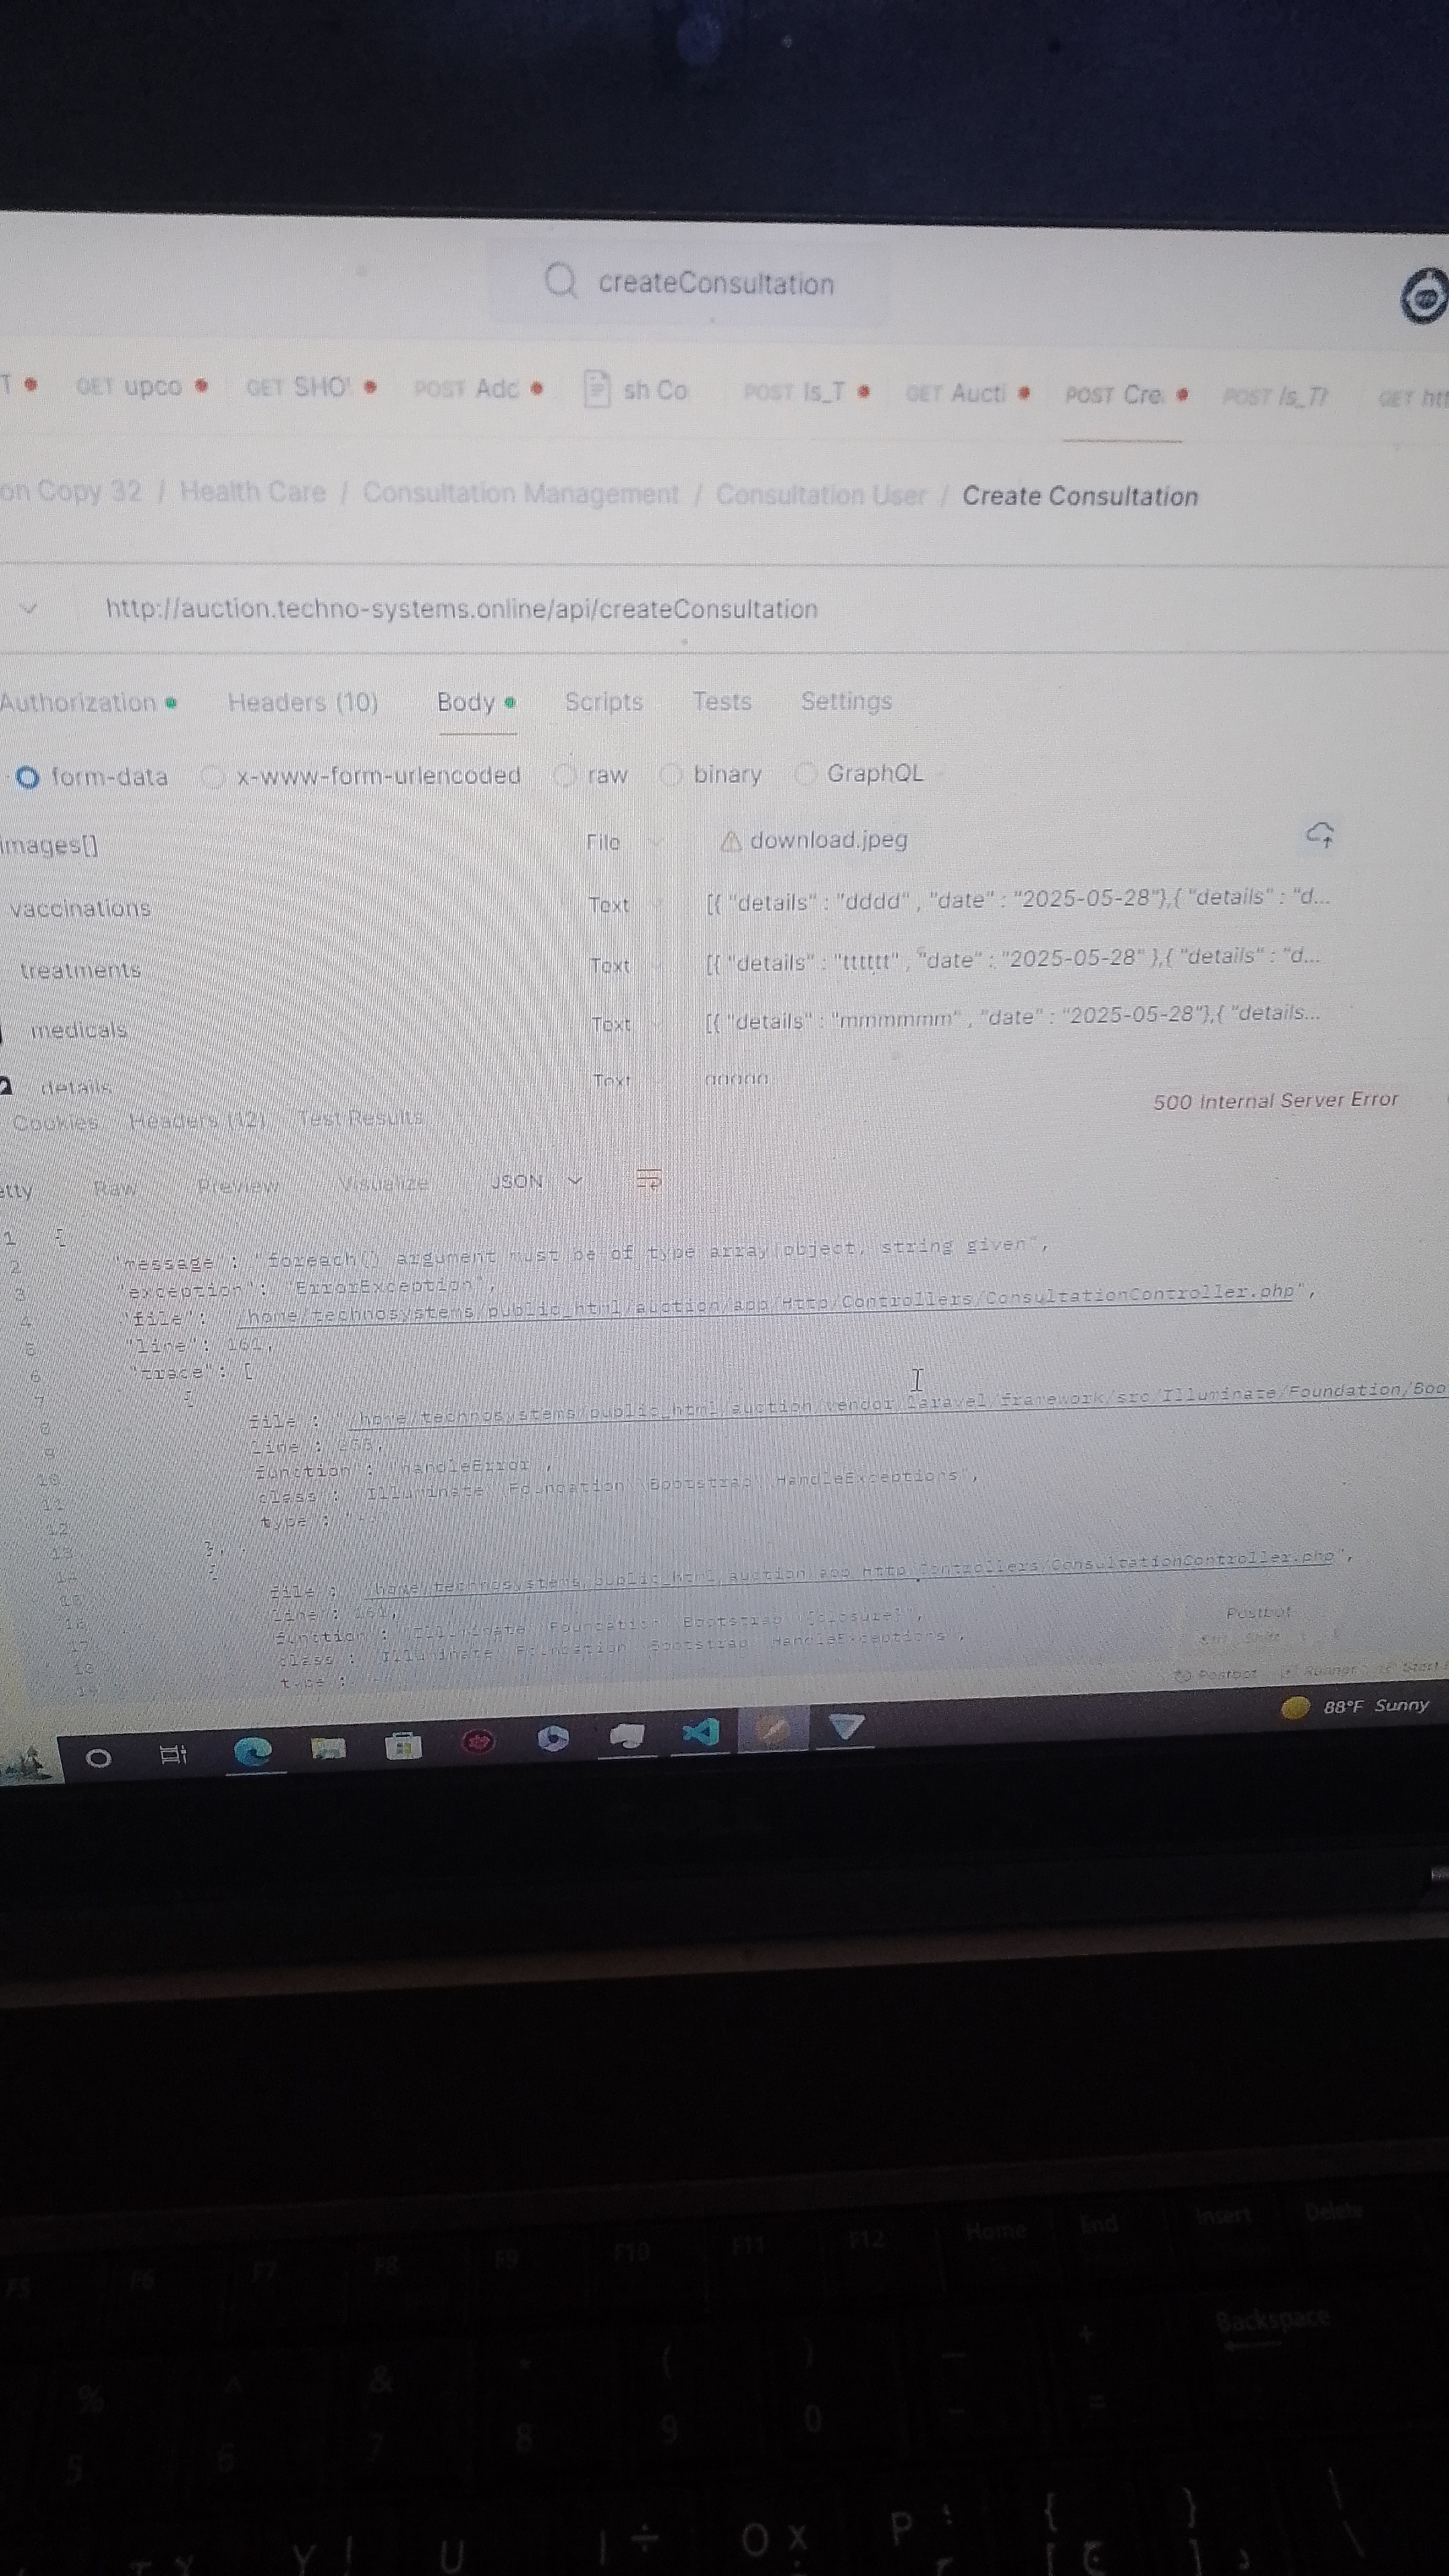 createConsultation
T GET upco GET SHO' POST Adc sh Co POST Is_T GET Aucti POST Cre. POST Is_T GET htt
on Copy 32 / Health Care / Consultation Management / Consultation User / Create Consultation
http://auction.techno-systems.online/api/createConsultation
Authorization Headers (10) Body Scripts Tests Settings
form-data x-www-form-urlencoded raw binary GraphQL
images[] File download.jpeg
vaccinations Text [{ "details" : "dddd" , "date" : "2025-05-28"},{ "details" : "d...
treatments Text [{ "details" : "tttttt" , "date" : "2025-05-28" },{ "details" : "d...
medicals Text [{ "details" : "mmmmmm" , "date" : "2025-05-28"},{ "details...
details Text
Cookies Headers (12) Test Results 500 Internal Server Error
etty Raw Preview Visualize JSON
1 {
2 "message": "foreach() argument must be of type array|object, string given",
3 "exception": "ErrorException",
4 "file": "/home/technosystems/public_html/auction/app/Http/Controllers/ConsultationController.php",
5 "line": 161,
6 "trace": [
7 {
8 "file": "/home/technosystems/public_html/auction/vendor/laravel/framework/src/Illuminate/Foundation/Boo
9 "line":
10 "function": "handleError",
11 "class": "Illuminate\\Foundation\\Bootstrap\\HandleExceptions",
12 "type":
13 },
14 {
15 "file": "/home/technosystems/public_html/auction/app/Http/Controllers/ConsultationController.php",
16 "line": 161,
17 "function": "Illuminate\\Foundation\\Bootstrap\\{closure}",
18 "class": "Illuminate\\Foundation\\Bootstrap\\HandleExceptions",
19 "type":
Postbot
Postbot Runner Start
88°F Sunny
F5 F6 F7 F8 F9 F10 F11 F12 Home End Insert Delete
% ^ & * ( ) _ + Backspace
5 6 7 8 9 0 - =
Y ! U I ÷ O x P ؛ { } \
[ ج ] د